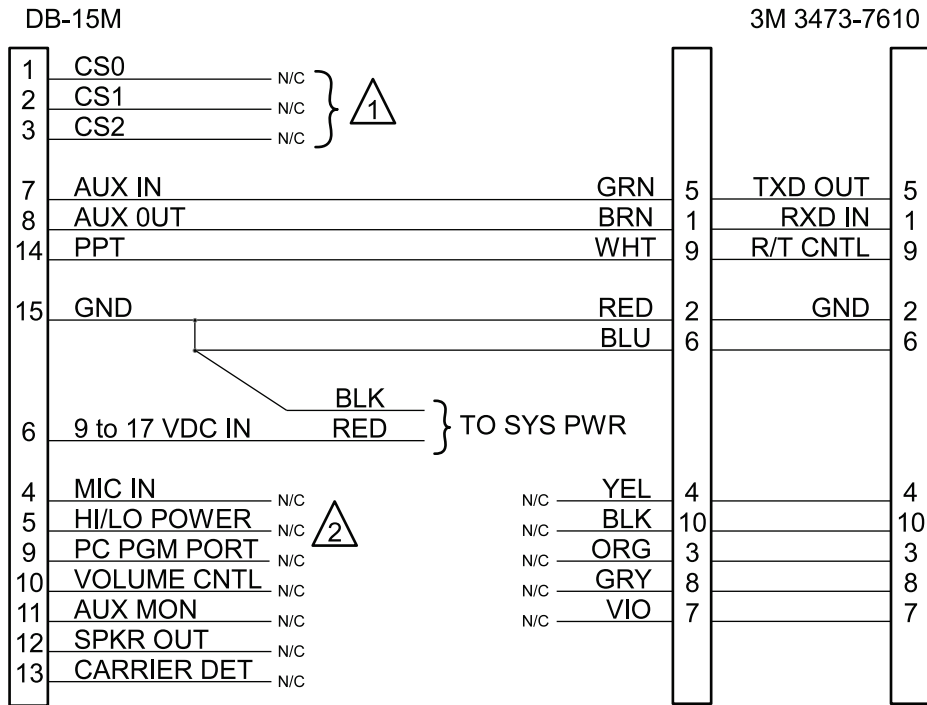 DB-15M 3M 3473-7610
1 CS0 N/C
2 CS1 N/C 1
3 CS2 N/C
7 AUX IN GRN 5 TXD OUT 5
8 AUX 0UT BRN 1 RXD IN 1
14 PPT WHT 9 R/T CNTL 9
15 GND RED 2 GND 2
BLU 6 6
BLK
6 9 to 17 VDC IN RED TO SYS PWR
4 MIC IN N/C N/C YEL 4 4
5 HI/LO POWER N/C 2 N/C BLK 10 10
9 PC PGM PORT N/C N/C ORG 3 3
10 VOLUME CNTL N/C N/C GRY 8 8
11 AUX MON N/C N/C VIO 7 7
12 SPKR OUT N/C
13 CARRIER DET N/C